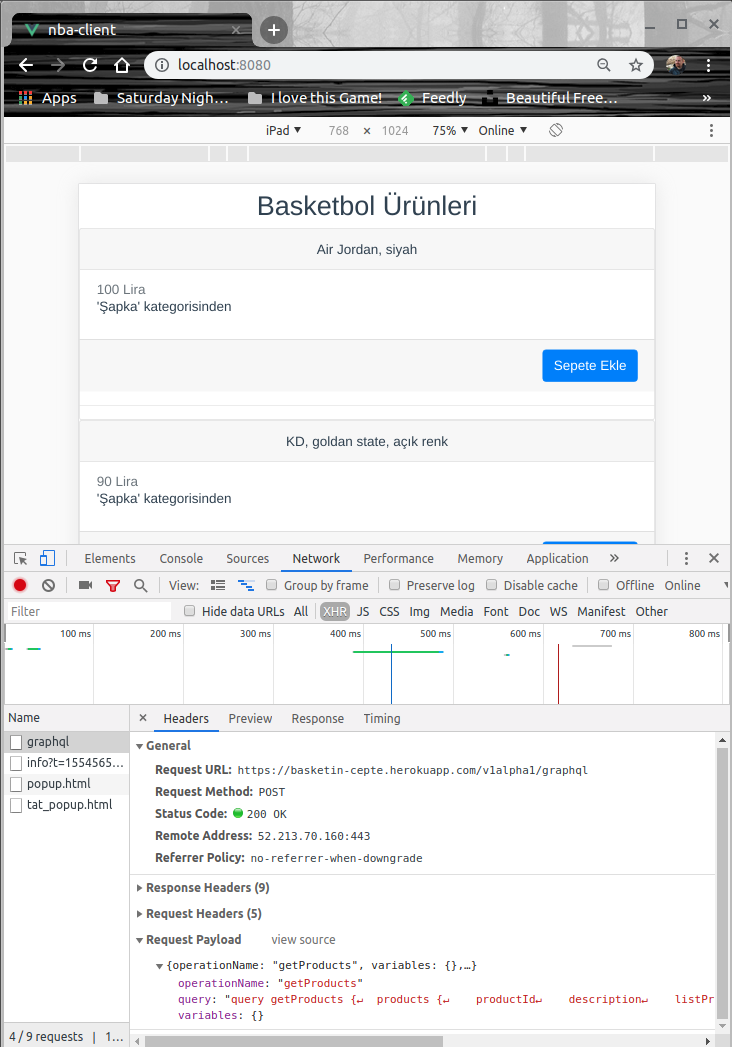 nba-client
localhost:8080
Apps Saturday Nigh… I love this Game! Feedly Beautiful Free… »
iPad ▼ 768 × 1024 75% ▼ Online ▼
Basketbol Ürünleri
Air Jordan, siyah
100 Lira
'Şapka' kategorisinden
Sepete Ekle
KD, goldan state, açık renk
90 Lira
'Şapka' kategorisinden
Elements Console Sources Network Performance Memory Application »
View: Group by frame Preserve log Disable cache Offline Online
Filter Hide data URLs All XHR JS CSS Img Media Font Doc WS Manifest Other
100 ms 200 ms 300 ms 400 ms 500 ms 600 ms 700 ms 800 ms
Name
graphql
info?t=1554565…
popup.html
tat_popup.html
4 / 9 requests | 1…
× Headers Preview Response Timing
General
Request URL: https://basketin-cepte.herokuapp.com/v1alpha1/graphql
Request Method: POST
Status Code: 200 OK
Remote Address: 52.213.70.160:443
Referrer Policy: no-referrer-when-downgrade
Response Headers (9)
Request Headers (5)
Request Payload view source
{operationName: "getProducts", variables: {},…}
operationName: "getProducts"
query: "query getProducts {↵ products {↵ productId↵ description↵ listPr
variables: {}